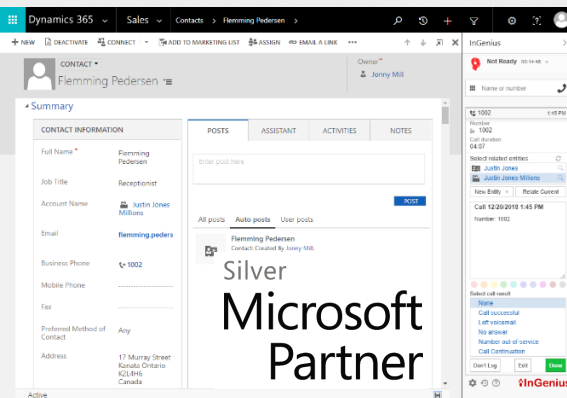 Dynamics 365 Sales Contacts > Flemming Pedersen >
+ NEW DEACTIVATE CONNECT ADD TO MARKETING LIST ASSIGN EMAIL A LINK •••
CONTACT
Flemming Pedersen
Owner*
Jonny Mill
Summary
CONTACT INFORMATION
Full Name * Flemming
Pedersen
Job Title Receptionist
Account Name Justin Jones
Millions
Email flemming.peders
Business Phone 1002
Mobile Phone
Fax
Preferred Method of
Contact Any
Address 17 Murray Street
Kanata Ontario
K2L4H6
Canada
Active
POSTS ASSISTANT ACTIVITIES NOTES
Enter post here
POST
All posts Auto posts User posts
Flemming Pedersen
Contact: Created By Jonny Mill.
Silver
Microsoft
Partner
InGenius
Not Ready
Name or number
1002 1:45 PM
Number
1002
Call duration
04:07
Select related entities
Justin Jones
Justin Jones Millions
New Entity Relate Current
Call 12/20/2018 1:45 PM
Number: 1002
Select call result
None
Call successful
Left voicemail
No answer
Number out-of-service
Call Continuation
Don't Log Edit Done
InGenius